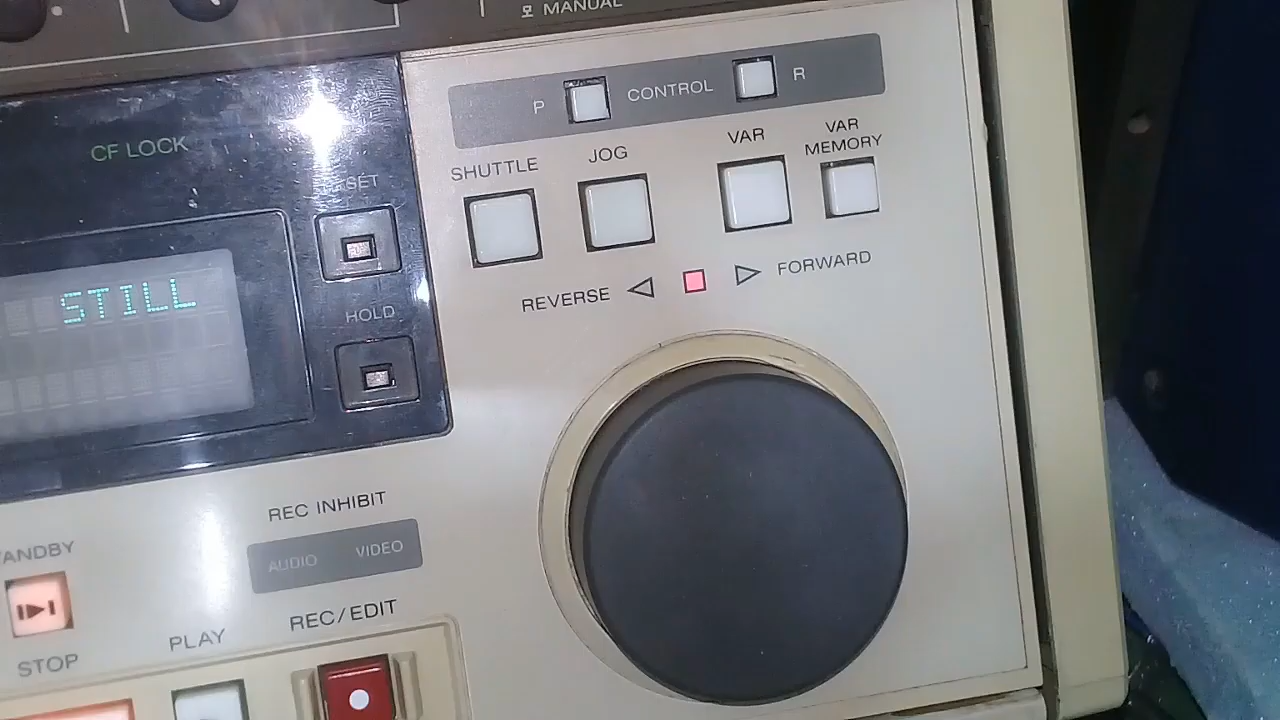 MANUAL
P CONTROL R
CF LOCK
SHUTTLE
JOG
VAR
VAR
MEMORY
SET
REVERSE
FORWARD
STILL
HOLD
REC INHIBIT
AUDIO VIDEO
TANDBY
REC/EDIT
PLAY
STOP